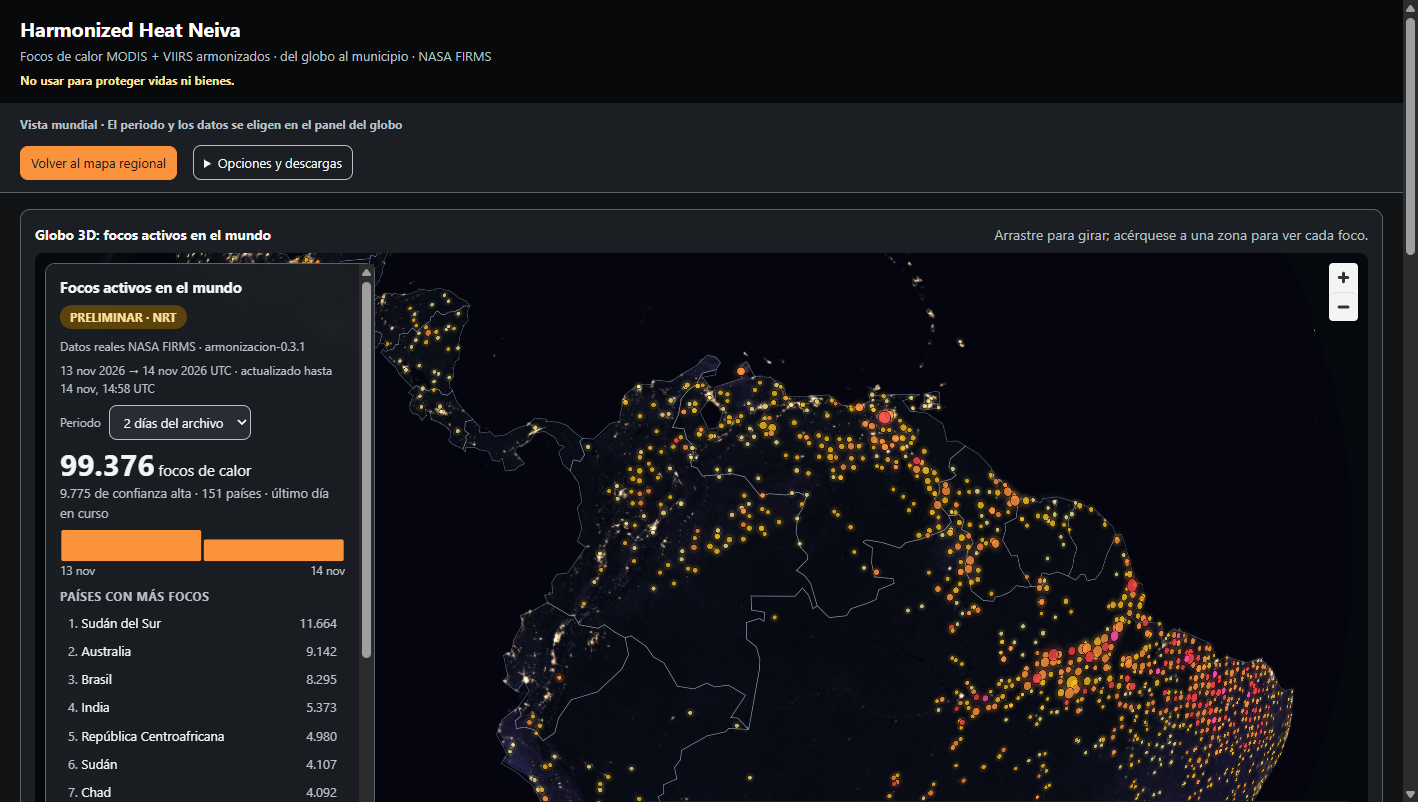 Harmonized Heat Neiva
Focos de calor MODIS + VIIRS armonizados · del globo al municipio · NASA FIRMS
No usar para proteger vidas ni bienes.
Vista mundial · El periodo y los datos se eligen en el panel del globo
Volver al mapa regional
▶ Opciones y descargas
Globo 3D: focos activos en el mundo
Arrastre para girar; acérquese a una zona para ver cada foco.
Focos activos en el mundo
PRELIMINAR · NRT
Datos reales NASA FIRMS · armonizacion-0.3.1
13 nov 2026 → 14 nov 2026 UTC · actualizado hasta
14 nov, 14:58 UTC
Periodo 2 días del archivo
99.376 focos de calor
9.775 de confianza alta · 151 países · último día
en curso
13 nov 14 nov
PAÍSES CON MÁS FOCOS
1. Sudán del Sur 11.664
2. Australia 9.142
3. Brasil 8.295
4. India 5.373
5. República Centroafricana 4.980
6. Sudán 4.107
7. Chad 4.092
+
−